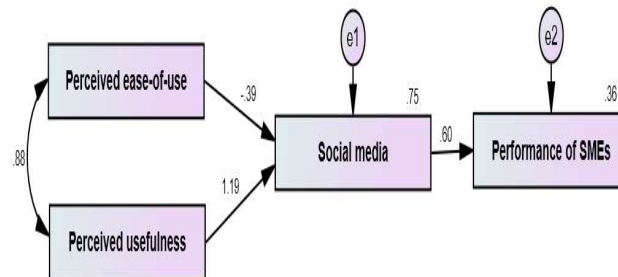 e1
e2
Perceived ease-of-use
-.39
.75
.36
Social media
.60
Performance of SMEs
.88
1.19
Perceived usefulness